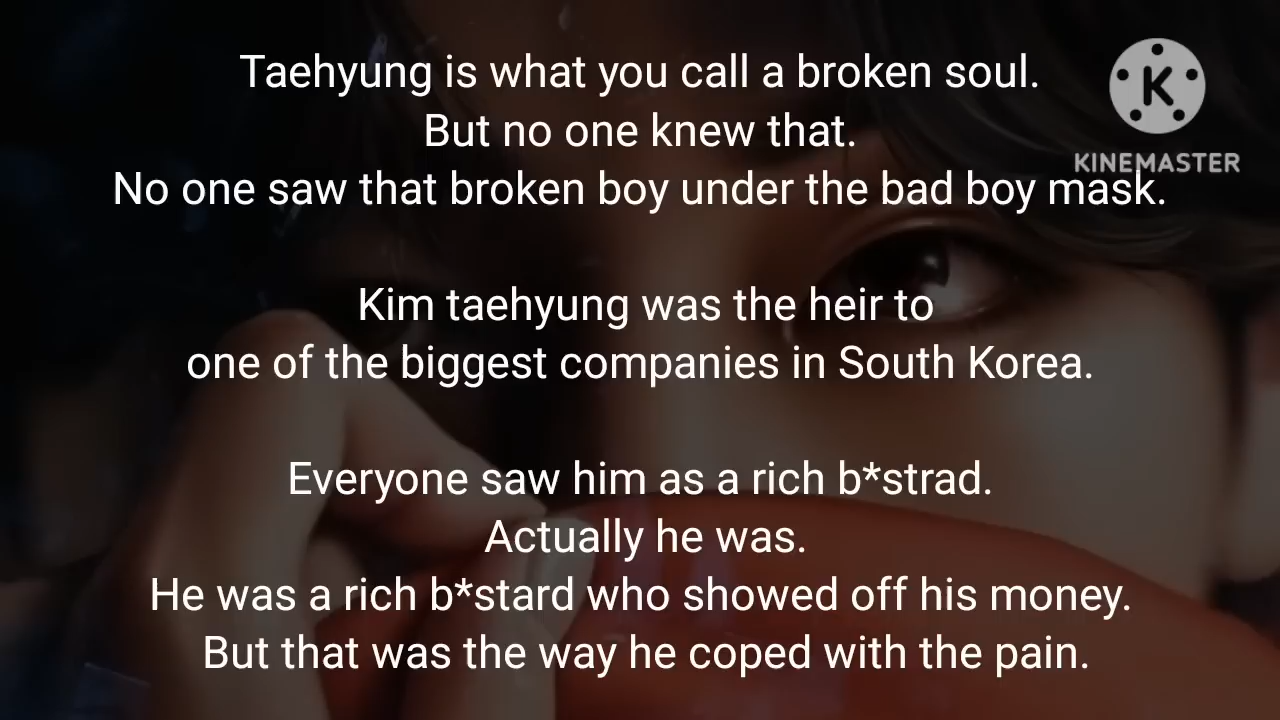 Taehyung is what you call a broken soul.
But no one knew that.
No one saw that broken boy under the bad boy mask.
Kim taehyung was the heir to
one of the biggest companies in South Korea.
Everyone saw him as a rich b*strad.
Actually he was.
He was a rich b*stard who showed off his money.
But that was the way he coped with the pain.
K
KINEMASTER